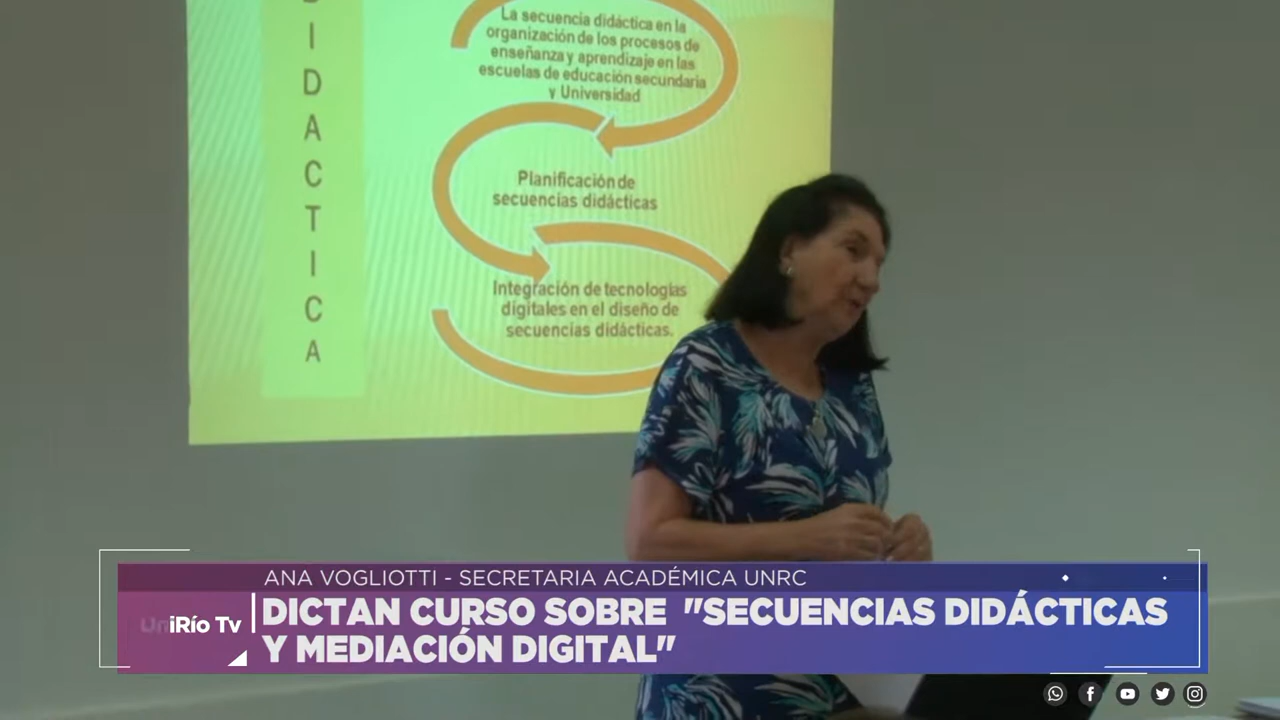 D
I
D
A
C
T
I
C
A
La secuencia didáctica en la
organización de los procesos de
enseñanza y aprendizaje en las
escuelas de educación secundaria
y Universidad
Planificación de
secuencias didácticas
Integración de tecnologías
digitales en el diseño de
secuencias didácticas.
ANA VOGLIOTTI - SECRETARIA ACADÉMICA UNRC
UniRío Tv
DICTAN CURSO SOBRE "SECUENCIAS DIDÁCTICAS
Y MEDIACIÓN DIGITAL"